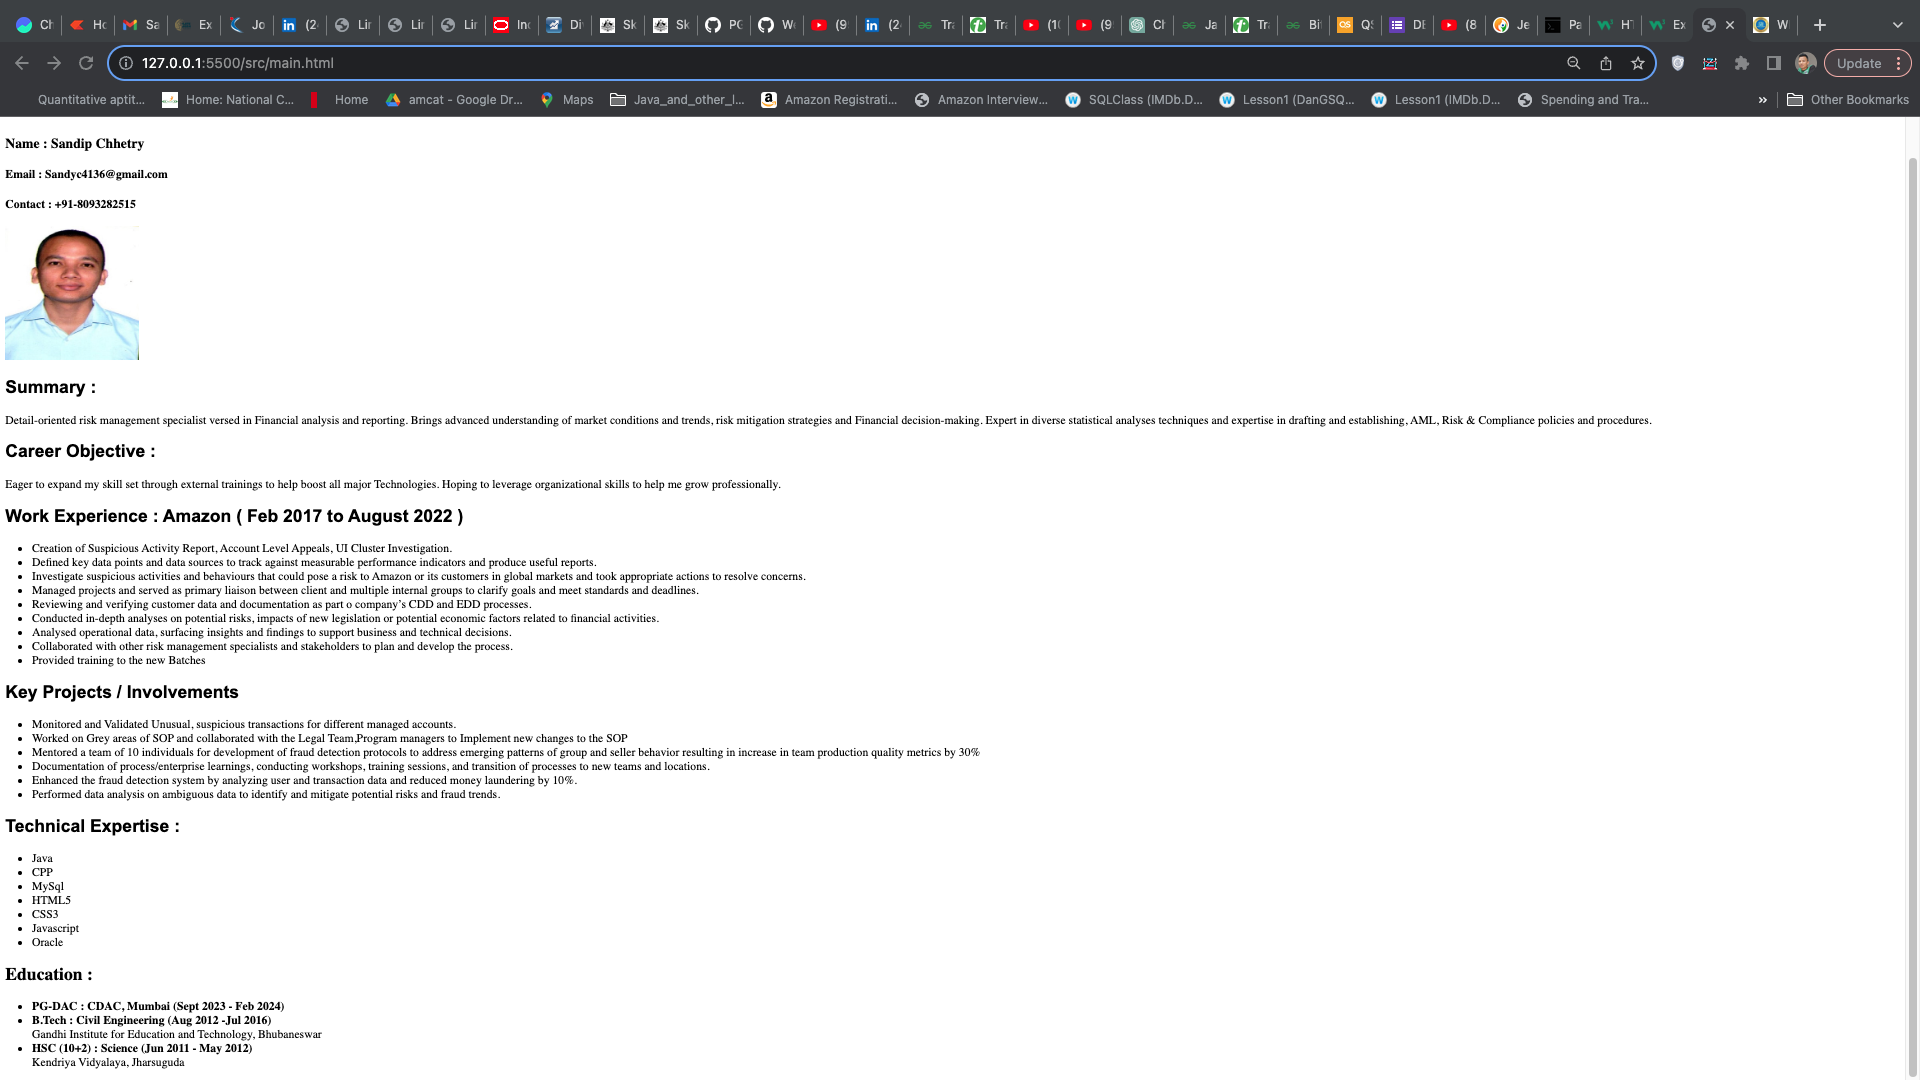 Ch
Ho
Sa
Ex
Jo
(2
Lir
Lir
Lir
Inc
Di
Sk
Sk
PG
W
(9
(2
Tra
Tra
(10
(9
Ch
Ja
Tra
Bit
QS
DE
(8
Je
Pa
HT
Ex
W
127.0.0.1:5500/src/main.html
Update
Quantitative aptit...
Home: National C...
Home
amcat - Google Dr...
Maps
Java_and_other_l...
Amazon Registrati...
Amazon Interview...
SQLClass (IMDb.D...
Lesson1 (DanGSQ...
Lesson1 (IMDb.D...
Spending and Tra...
»
Other Bookmarks
Name : Sandip Chhetry
Email : Sandyc4136@gmail.com
Contact : +91-8093282515
Summary :
Detail-oriented risk management specialist versed in Financial analysis and reporting. Brings advanced understanding of market conditions and trends, risk mitigation strategies and Financial decision-making. Expert in diverse statistical analyses techniques and expertise in drafting and establishing, AML, Risk & Compliance policies and procedures.
Career Objective :
Eager to expand my skill set through external trainings to help boost all major Technologies. Hoping to leverage organizational skills to help me grow professionally.
Work Experience : Amazon ( Feb 2017 to August 2022 )
• Creation of Suspicious Activity Report, Account Level Appeals, UI Cluster Investigation.
• Defined key data points and data sources to track against measurable performance indicators and produce useful reports.
• Investigate suspicious activities and behaviours that could pose a risk to Amazon or its customers in global markets and took appropriate actions to resolve concerns.
• Managed projects and served as primary liaison between client and multiple internal groups to clarify goals and meet standards and deadlines.
• Reviewing and verifying customer data and documentation as part o company’s CDD and EDD processes.
• Conducted in-depth analyses on potential risks, impacts of new legislation or potential economic factors related to financial activities.
• Analysed operational data, surfacing insights and findings to support business and technical decisions.
• Collaborated with other risk management specialists and stakeholders to plan and develop the process.
• Provided training to the new Batches
Key Projects / Involvements
• Monitored and Validated Unusual, suspicious transactions for different managed accounts.
• Worked on Grey areas of SOP and collaborated with the Legal Team,Program managers to Implement new changes to the SOP
• Mentored a team of 10 individuals for development of fraud detection protocols to address emerging patterns of group and seller behavior resulting in increase in team production quality metrics by 30%
• Documentation of process/enterprise learnings, conducting workshops, training sessions, and transition of processes to new teams and locations.
• Enhanced the fraud detection system by analyzing user and transaction data and reduced money laundering by 10%.
• Performed data analysis on ambiguous data to identify and mitigate potential risks and fraud trends.
Technical Expertise :
• Java
• CPP
• MySql
• HTML5
• CSS3
• Javascript
• Oracle
Education :
• PG-DAC : CDAC, Mumbai (Sept 2023 - Feb 2024)
• B.Tech : Civil Engineering (Aug 2012 -Jul 2016)
Gandhi Institute for Education and Technology, Bhubaneswar
• HSC (10+2) : Science (Jun 2011 - May 2012)
Kendriya Vidyalaya, Jharsuguda